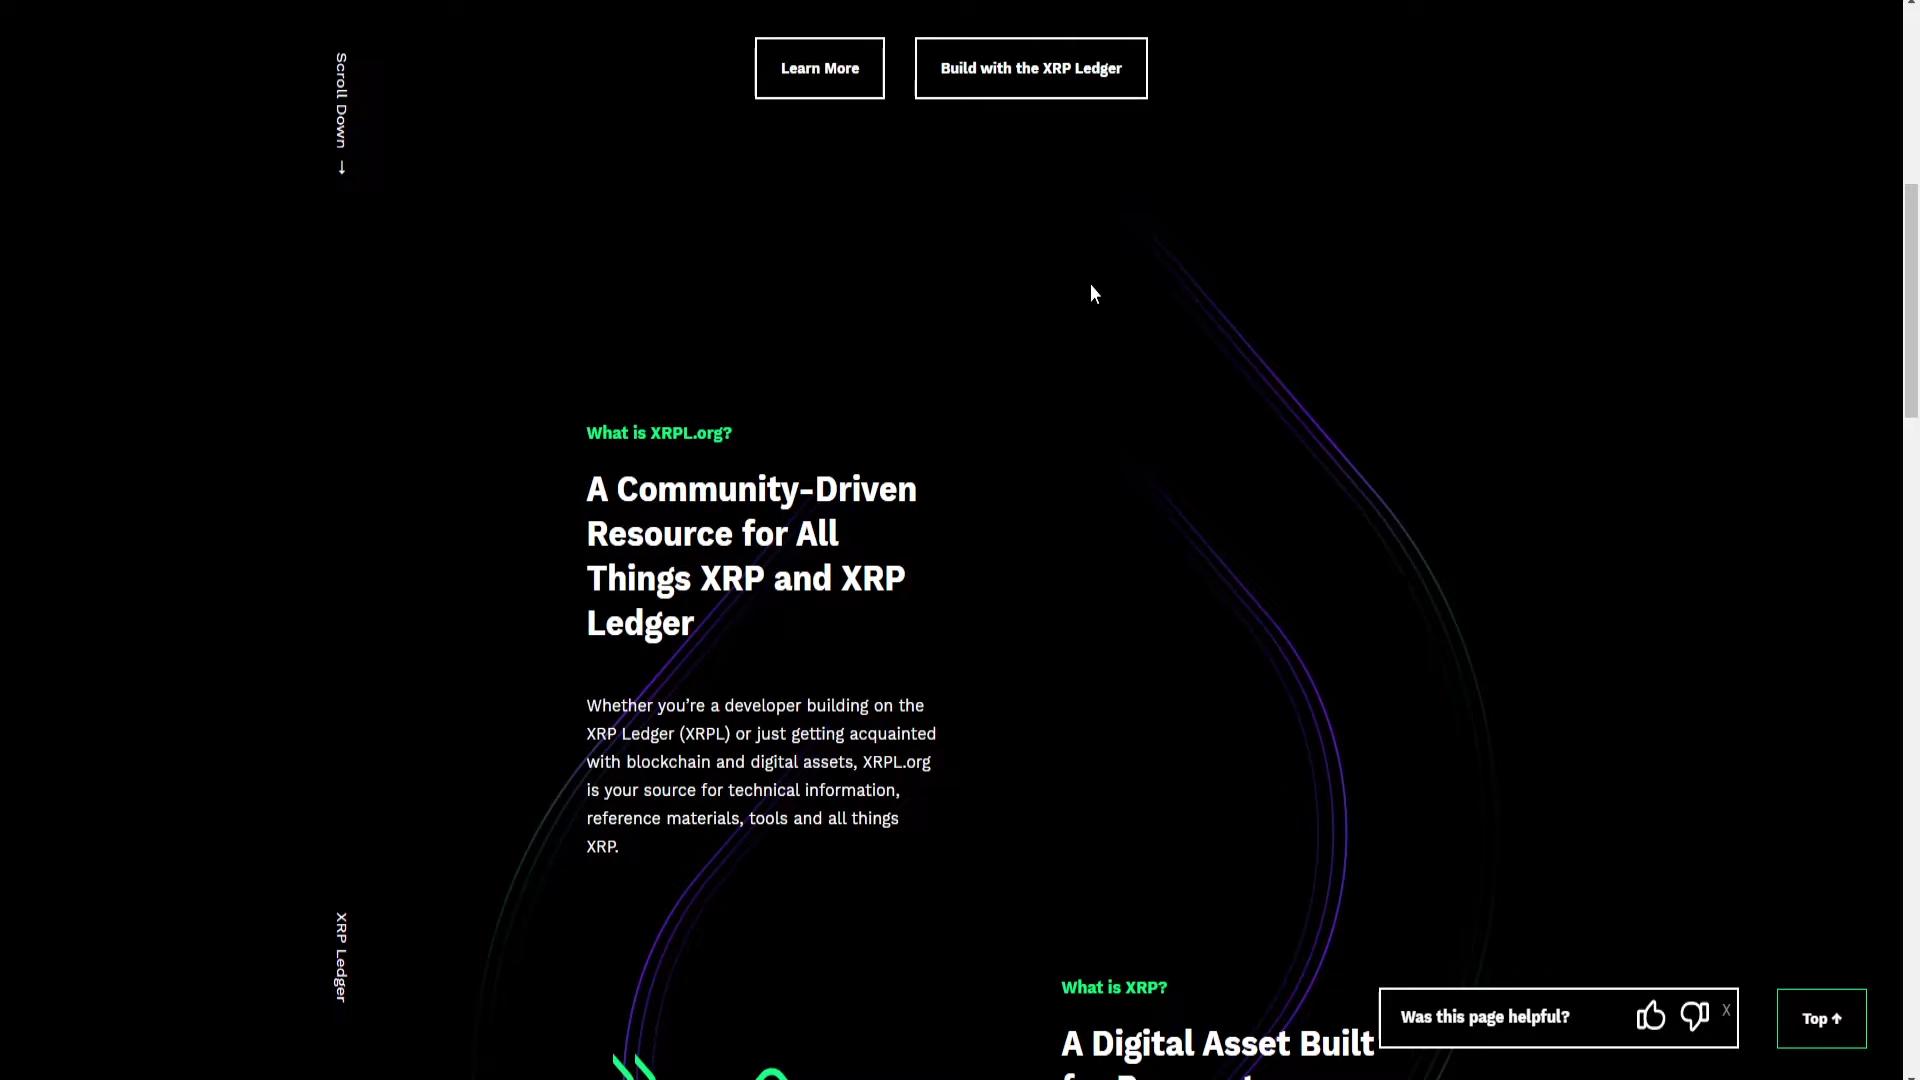 Scroll Down →
Learn More
Build with the XRP Ledger
What is XRPL.org?
A Community-Driven
Resource for All
Things XRP and XRP
Ledger
Whether you’re a developer building on the
XRP Ledger (XRPL) or just getting acquainted
with blockchain and digital assets, XRPL.org
is your source for technical information,
reference materials, tools and all things
XRP.
XRP Ledger
What is XRP?
A Digital Asset Built
Was this page helpful?
X
Top ↑